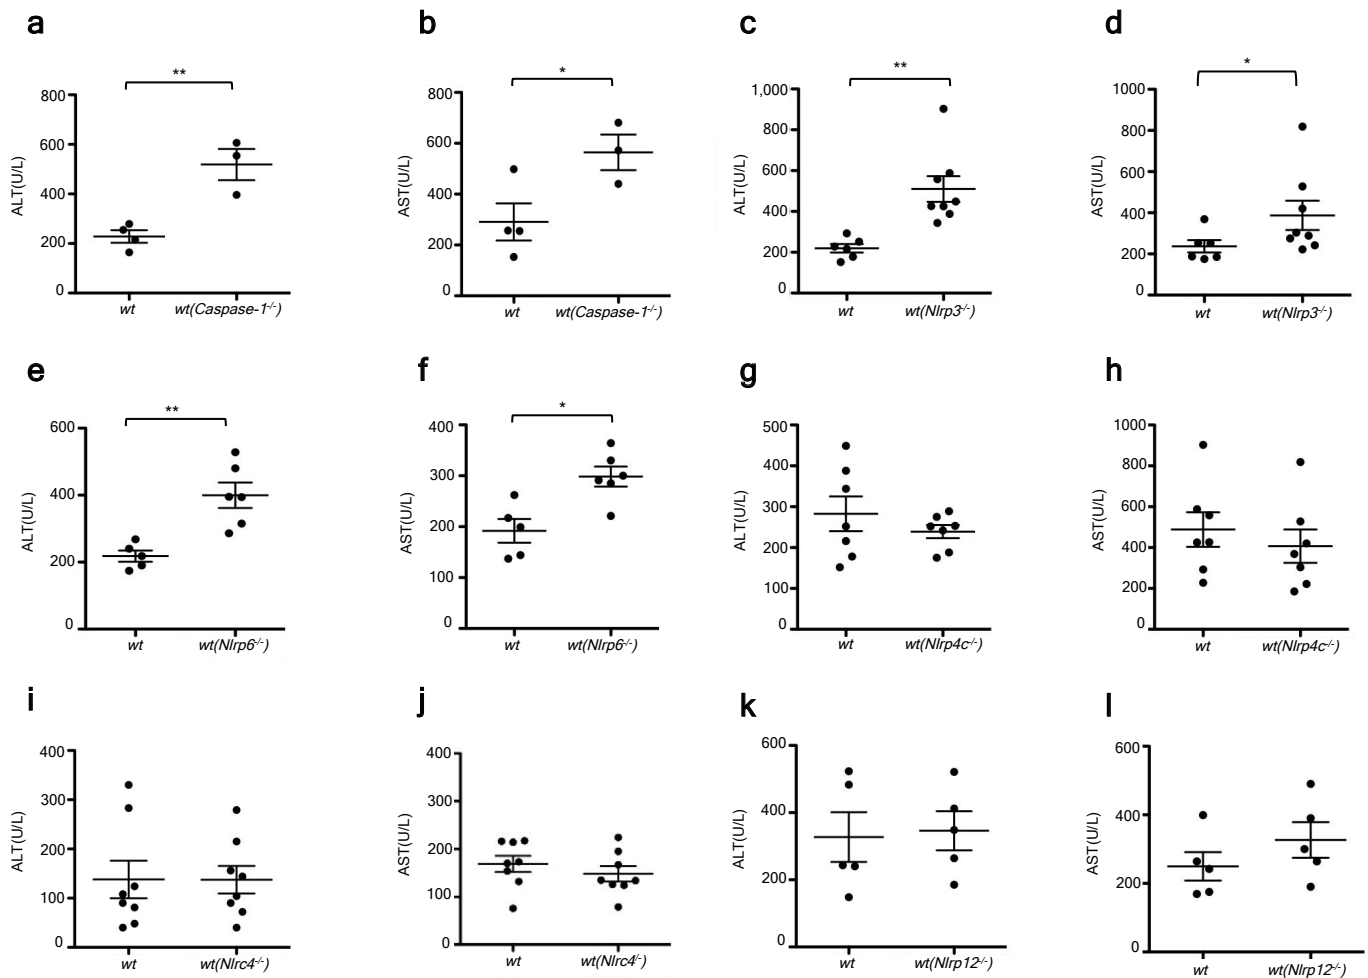 a
**
800
600
400
200
0
ALT(U/L)
wt
wt(Caspase-1-/-)
b
*
800
600
400
200
0
AST(U/L)
wt
wt(Caspase-1-/-)
c
**
1,000
800
600
400
200
0
ALT(U/L)
wt
wt(Nlrp3-/-)
d
*
1000
800
600
400
200
0
AST(U/L)
wt
wt(Nlrp3-/-)
e
**
600
400
200
0
ALT(U/L)
wt
wt(Nlrp6-/-)
f
*
400
300
200
100
0
AST(U/L)
wt
wt(Nlrp6-/-)
g
500
400
300
200
100
0
ALT(U/L)
wt
wt(Nlrp4c-/-)
h
1000
800
600
400
200
0
AST(U/L)
wt
wt(Nlrp4c-/-)
i
400
300
200
100
0
ALT(U/L)
wt
wt(Nlrc4-/-)
j
400
300
200
100
0
AST(U/L)
wt
wt(Nlrc4/-)
k
600
400
200
0
ALT(U/L)
wt
wt(Nlrp12-/-)
l
600
400
200
0
AST(U/L)
wt
wt(Nlrp12-/-)